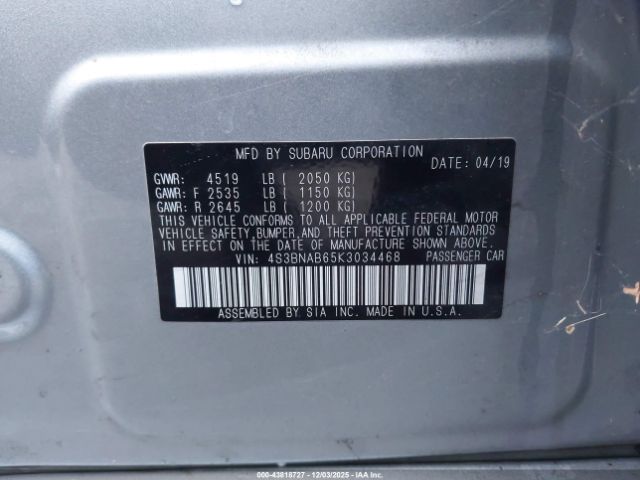 MFD BY SUBARU CORPORATION
DATE: 04/19
GVWR: 4519 LB ( 2050 KG)
GAWR: F 2535 LB ( 1150 KG)
GAWR: R 2645 LB ( 1200 KG)
THIS VEHICLE CONFORMS TO ALL APPLICABLE FEDERAL MOTOR
VEHICLE SAFETY,BUMPER,AND THEFT PREVENTION STANDARDS
IN EFFECT ON THE DATE OF MANUFACTURE SHOWN ABOVE.
VIN: 4S3BNAB65K3034468 PASSENGER CAR
ASSEMBLED BY SIA INC. MADE IN U.S.A.
© IAA-43818727 - 12/03/2025 - IAAI.com